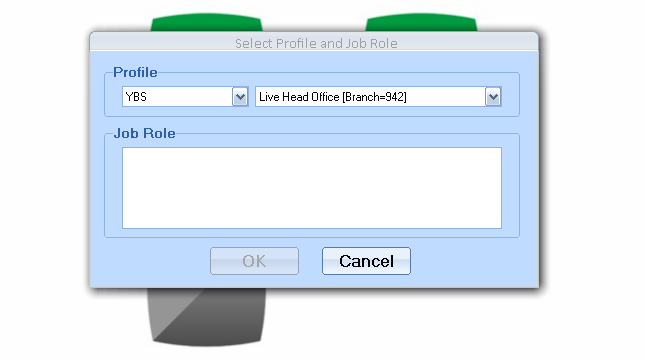 Select Profile and Job Role
Profile
YBS
Live Head Office [Branch=942]
Job Role
OK
Cancel